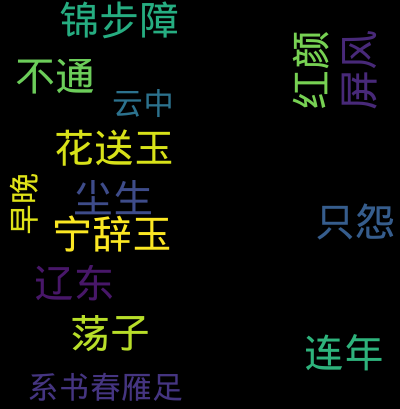 锦步障
不通
云中
花送玉
尘生
早晚
宁辞玉
辽东
荡子
系书春雁足
红颜
屏风
只怨
连年